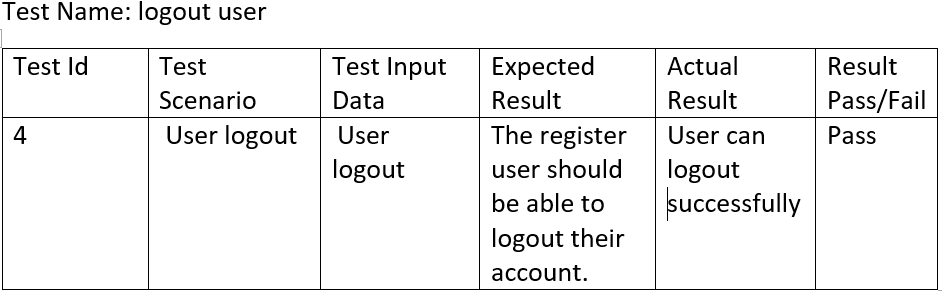 Test Name: logout user
Test Id
Test
Scenario
Test Input
Data
Expected
Result
Actual
Result
Result
Pass/Fail
4
User logout
User
logout
The register
user should
be able to
logout their
account.
User can
logout
successfully
Pass